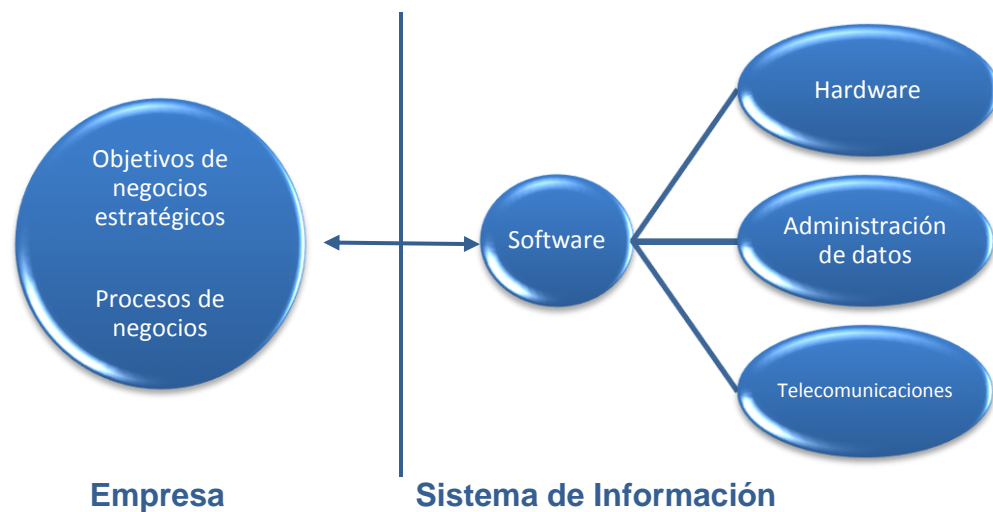 Objetivos de
negocios
estratégicos
Procesos de
negocios
Software
Hardware
Administración
de datos
Telecomunicaciones
Empresa
Sistema de Información